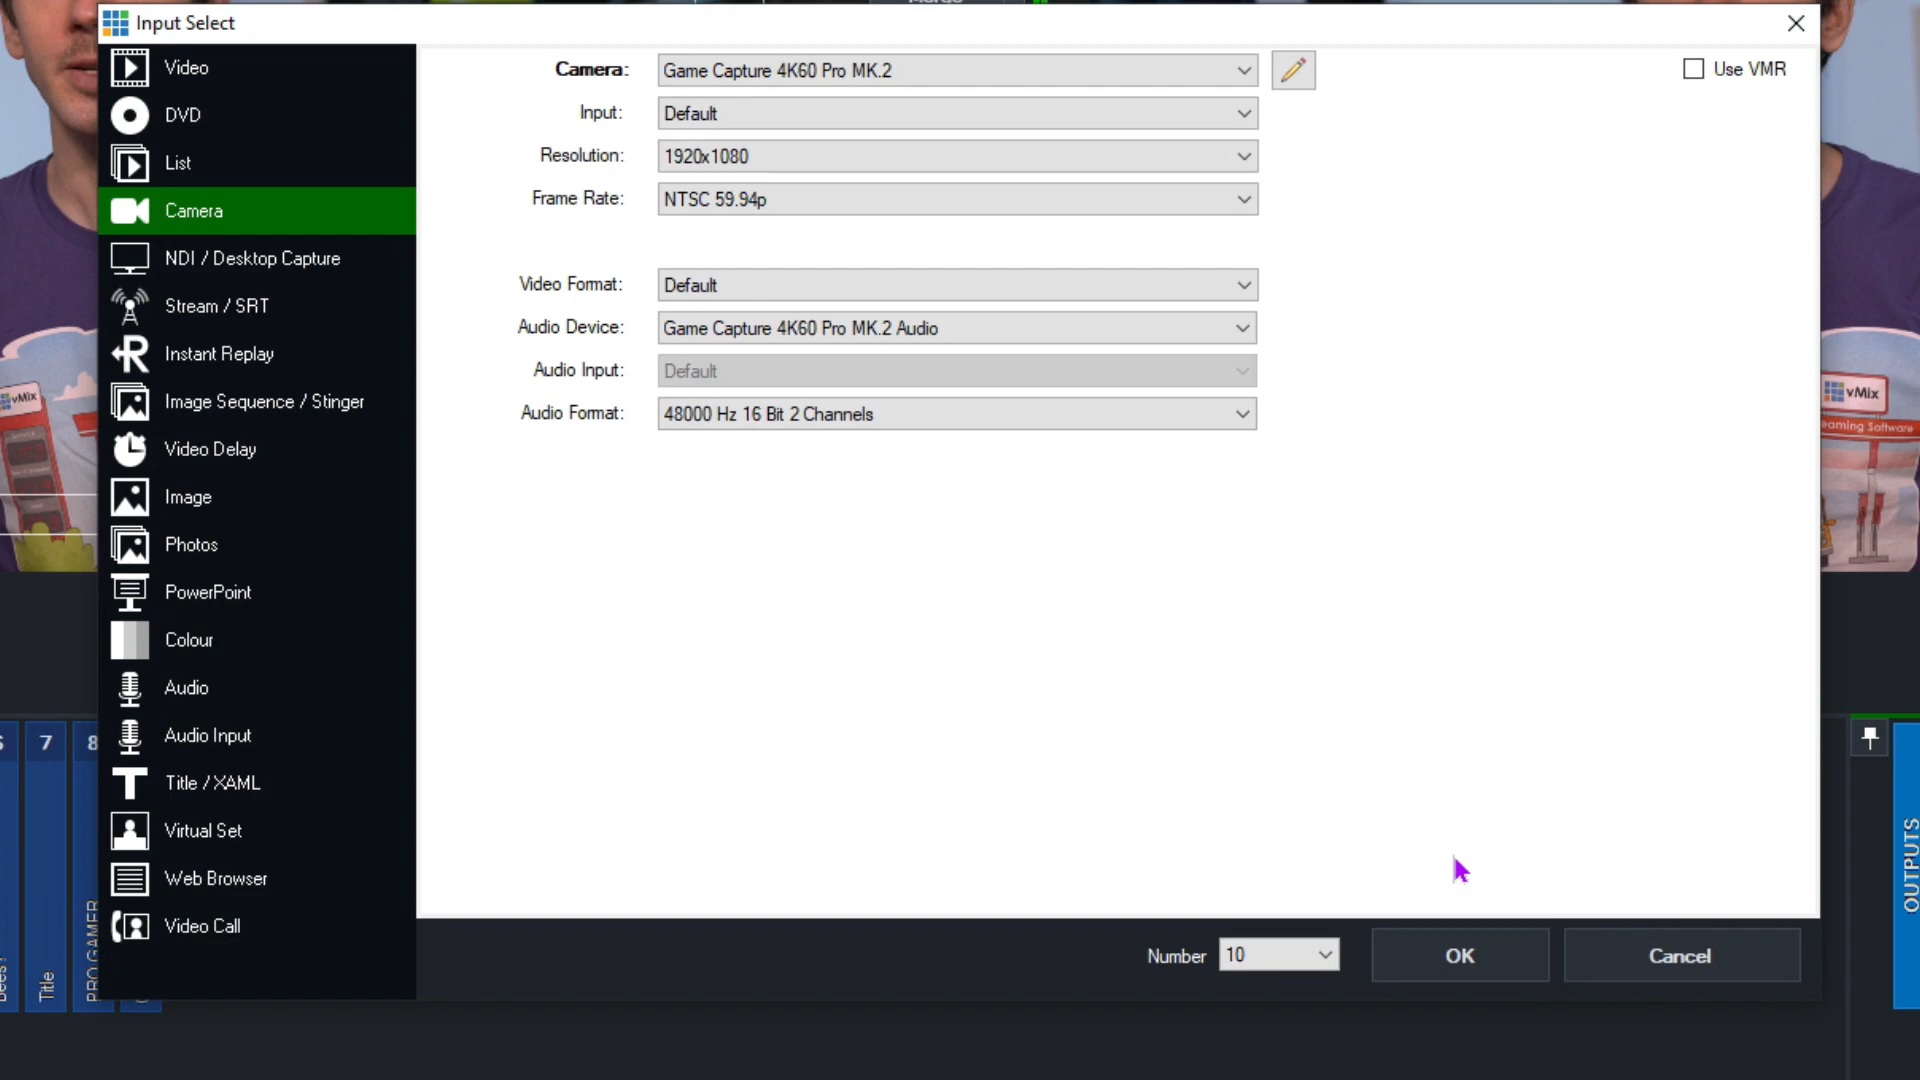 Input Select
Video
DVD
List
Camera
NDI / Desktop Capture
Stream / SRT
Instant Replay
Image Sequence / Stinger
Video Delay
Image
Photos
PowerPoint
Colour
Audio
Audio Input
Title / XAML
Virtual Set
Web Browser
Video Call
Camera: Game Capture 4K60 Pro MK.2
Use VMR
Input: Default
Resolution: 1920x1080
Frame Rate: NTSC 59.94p
Video Format: Default
Audio Device: Game Capture 4K60 Pro MK.2 Audio
Audio Input: Default
Audio Format: 48000 Hz 16 Bit 2 Channels
Number 10
OK
Cancel
vMix
vMix
eaming Software
7
8
Title
PRO GAMER
OUTPUTS